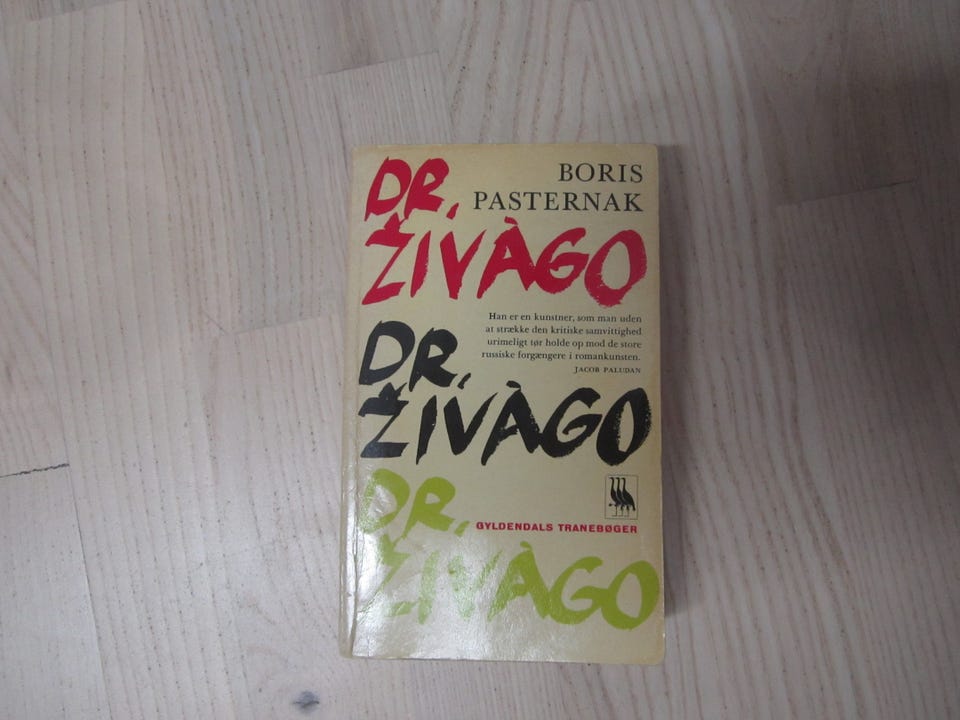 DR.
BORIS
PASTERNAK
ŽIVÀGO
Han er en kunstner, som man uden
at strække den kritiske samvittighed
urimeligt tør holde op mod de store
russiske forgængere i romankunsten.
JACOB PALUDAN
DR.
ŽIVÀGO
DR.
GYLDENDALS TRANEBØGER
ŽIVÀGO